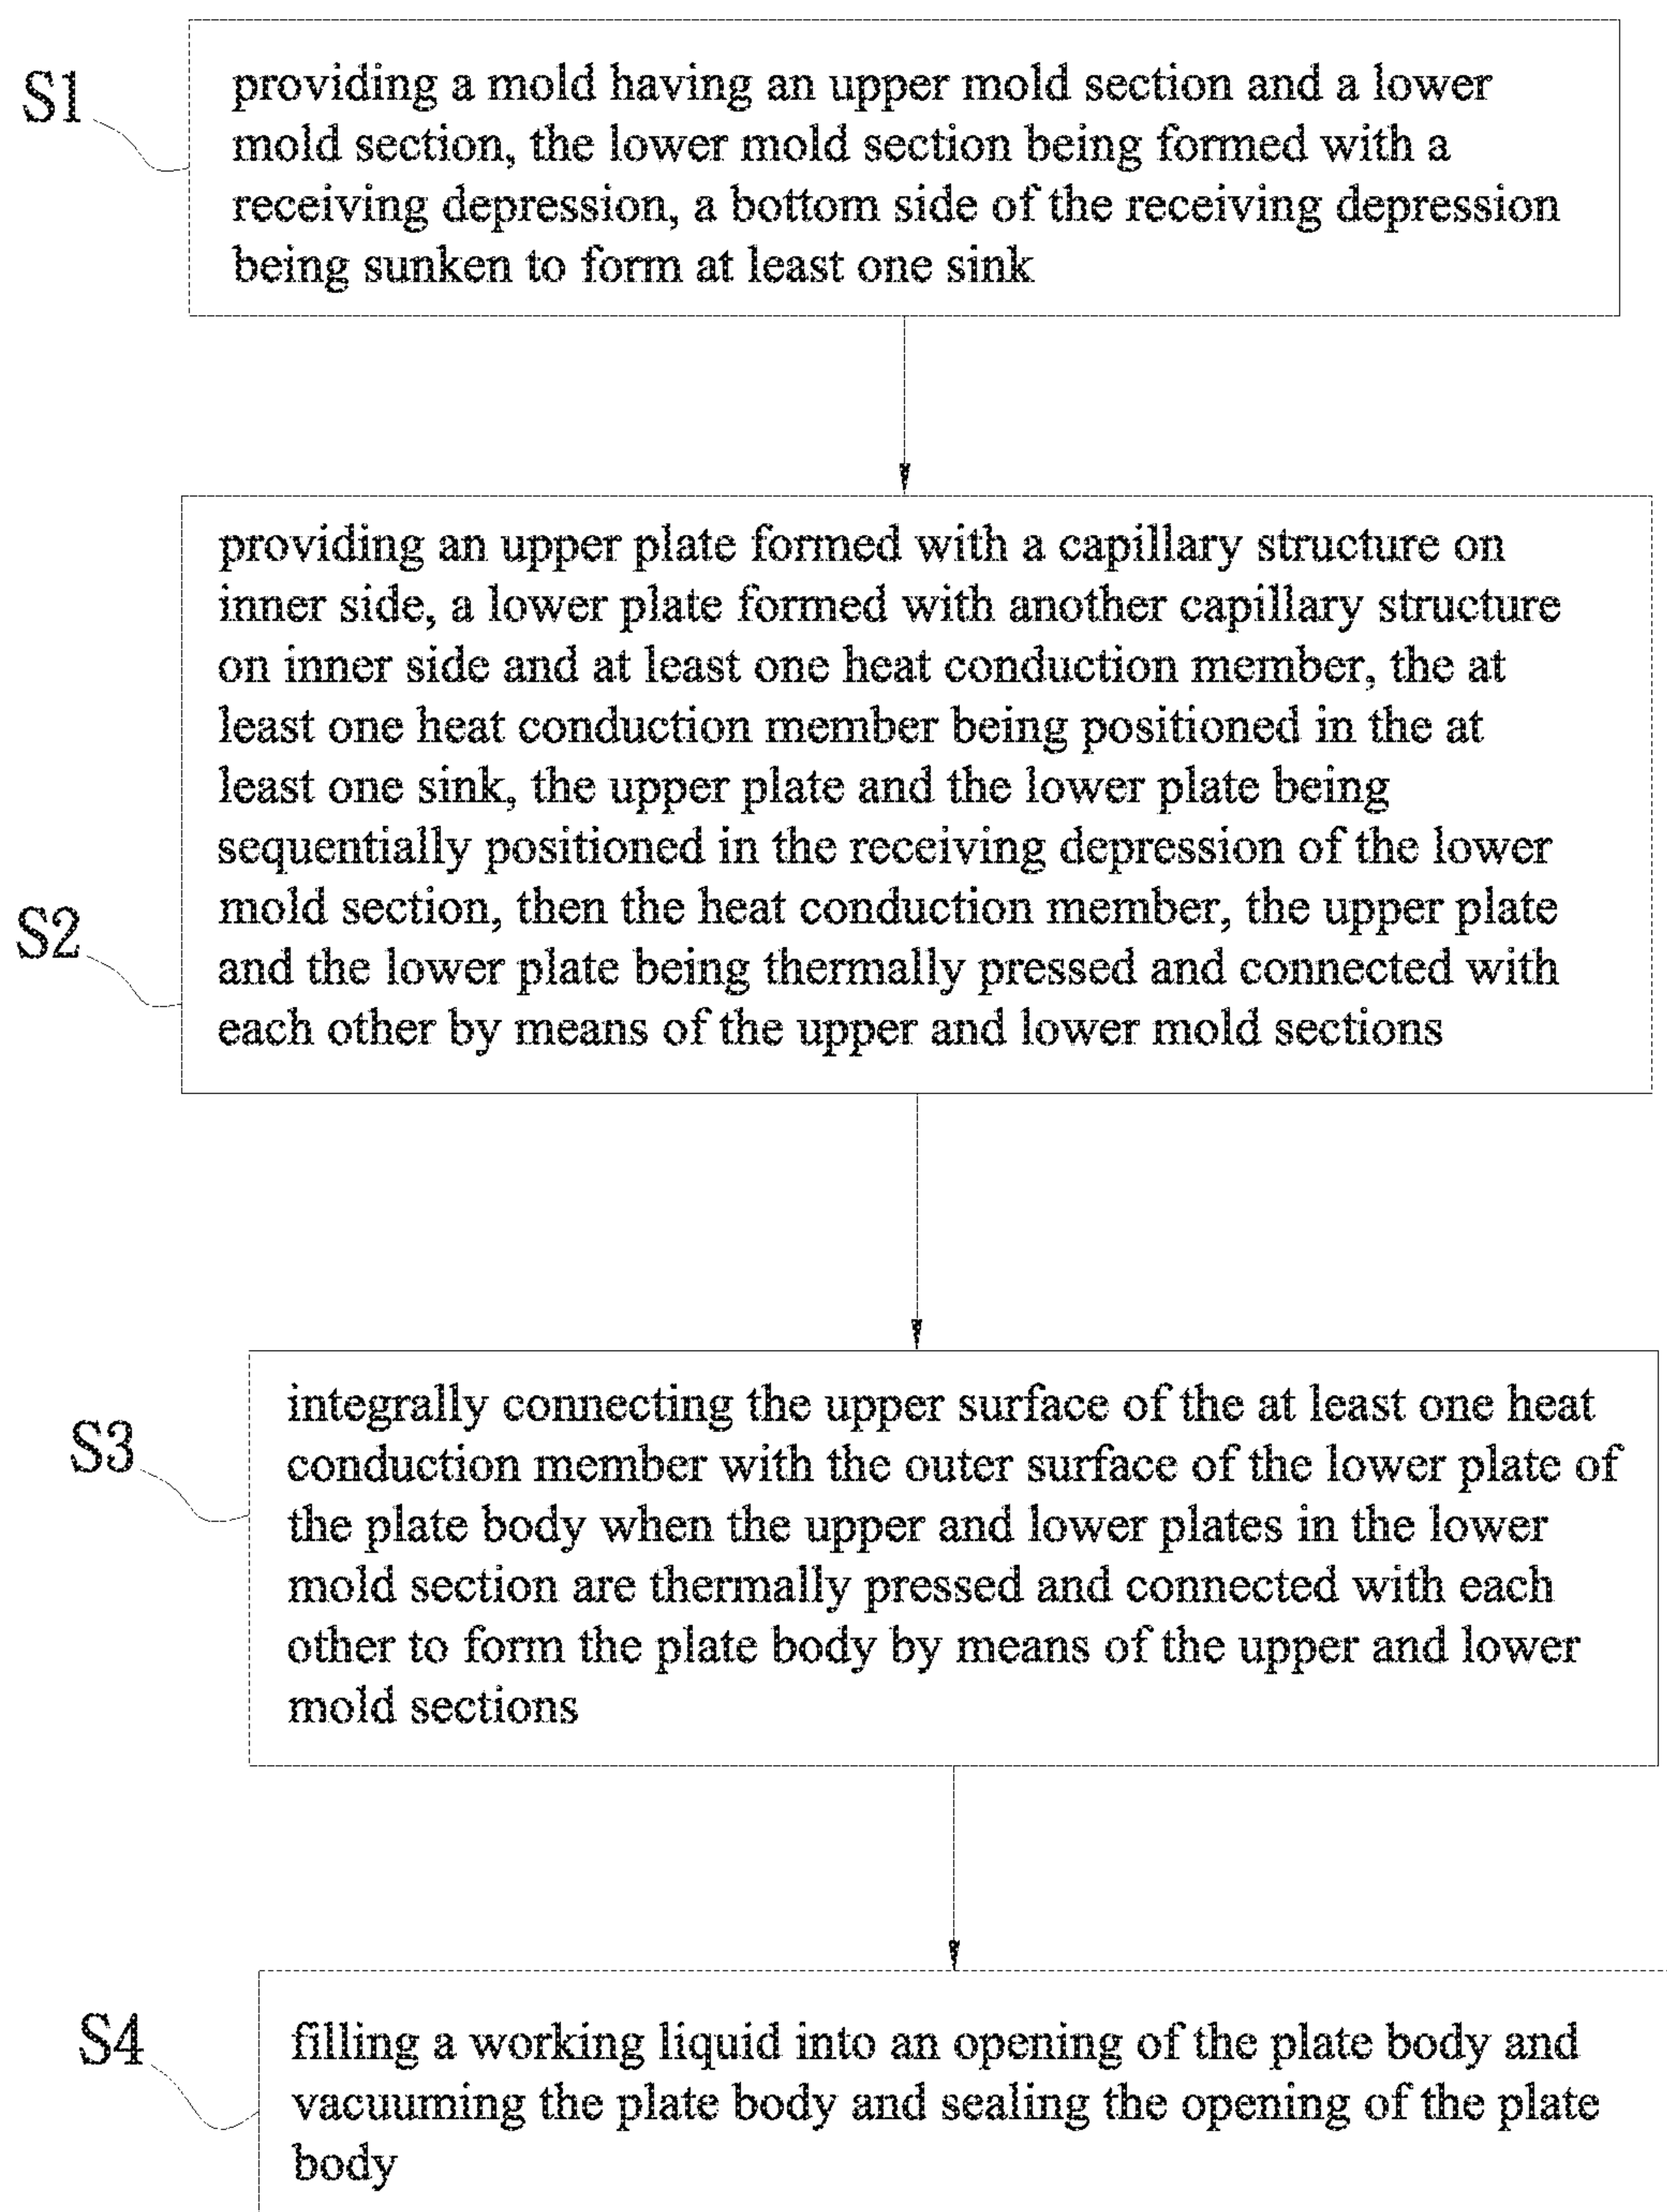 S1
providing a mold having an upper mold section and a lower
mold section, the lower mold section being formed with a
receiving depression, a bottom side of the receiving depression
being sunken to form at least one sink
S2
providing an upper plate formed with a capillary structure on
inner side, a lower plate formed with another capillary structure
on inner side and at least one heat conduction member, the at
least one heat conduction member being positioned in the at
least one sink, the upper plate and the lower plate being
sequentially positioned in the receiving depression of the lower
mold section, then the heat conduction member, the upper plate
and the lower plate being thermally pressed and connected with
each other by means of the upper and lower mold sections
S3
integrally connecting the upper surface of the at least one heat
conduction member with the outer surface of the lower plate of
the plate body when the upper and lower plates in the lower
mold section are thermally pressed and connected with each
other to form the plate body by means of the upper and lower
mold sections
S4
filling a working liquid into an opening of the plate body and
vacuuming the plate body and sealing the opening of the plate
body